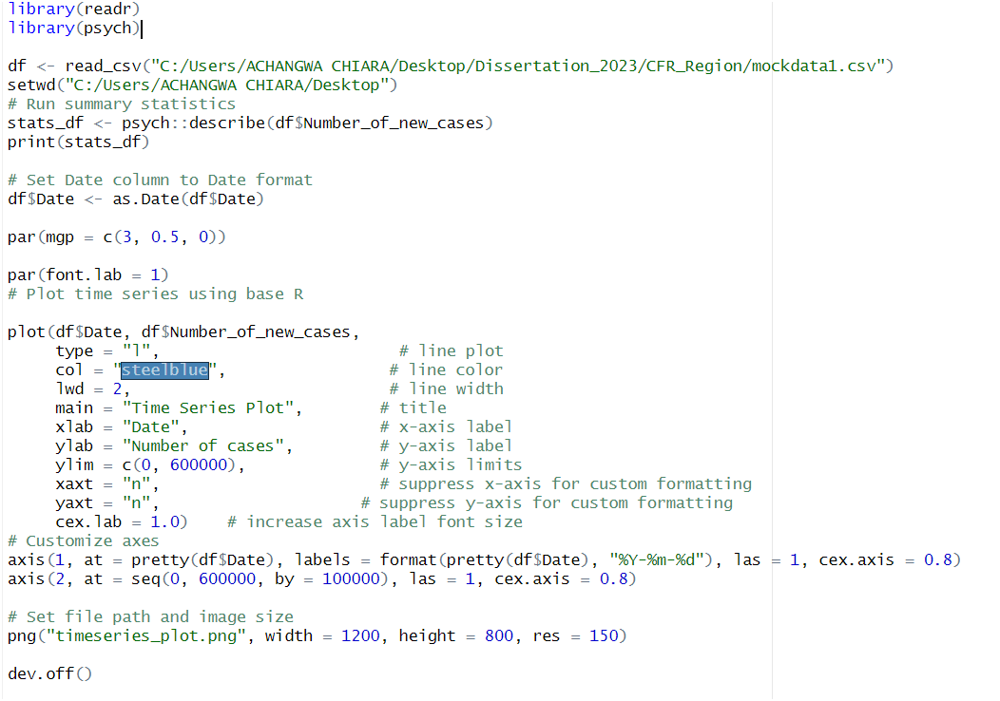 library(readr)
library(psych)
df <- read_csv("C:/Users/ACHANGWA CHIARA/Desktop/Dissertation_2023/CFR_Region/mockdata1.csv")
setwd("C:/Users/ACHANGWA CHIARA/Desktop")
# Run summary statistics
stats_df <- psych::describe(df$Number_of_new_cases)
print(stats_df)
# Set Date column to Date format
df$Date <- as.Date(df$Date)
par(mgp = c(3, 0.5, 0))
par(font.lab = 1)
# Plot time series using base R
plot(df$Date, df$Number_of_new_cases,
     type = "l",                         # line plot
     col = "steelblue",                 # line color
     lwd = 2,                           # line width
     main = "Time Series Plot",        # title
     xlab = "Date",                    # x-axis label
     ylab = "Number of cases",         # y-axis label
     ylim = c(0, 600000),              # y-axis limits
     xaxt = "n",                       # suppress x-axis for custom formatting
     yaxt = "n",                     # suppress y-axis for custom formatting
     cex.lab = 1.0)    # increase axis label font size
# Customize axes
axis(1, at = pretty(df$Date), labels = format(pretty(df$Date), "%Y-%m-%d"), las = 1, cex.axis = 0.8)
axis(2, at = seq(0, 600000, by = 100000), las = 1, cex.axis = 0.8)
# Set file path and image size
png("timeseries_plot.png", width = 1200, height = 800, res = 150)
dev.off()